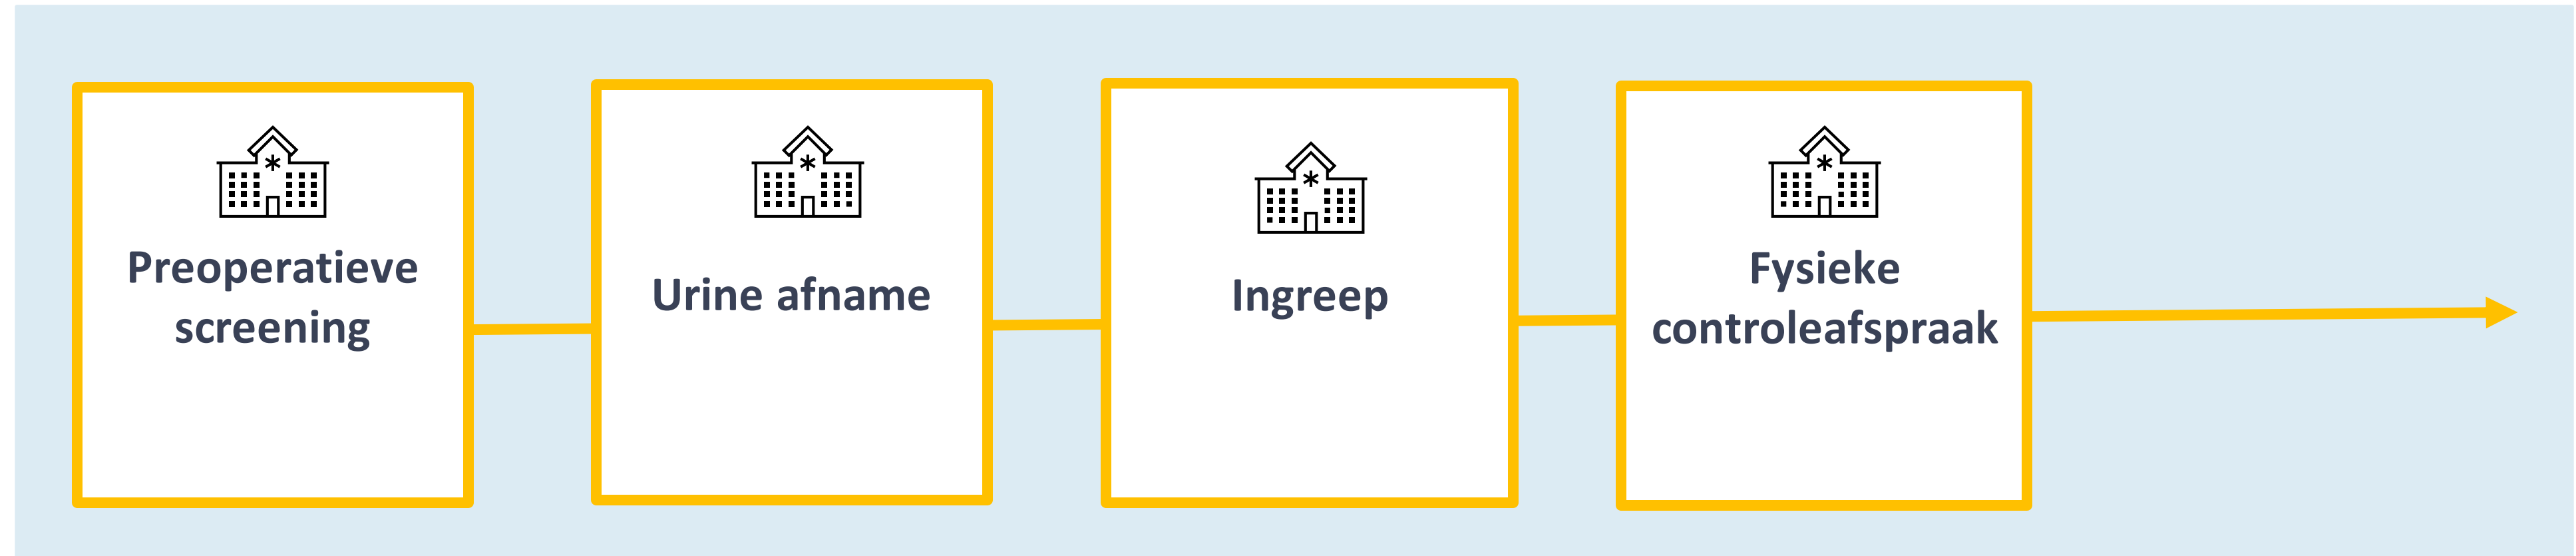 Preoperatieve
screening
Urine afname
Ingreep
Fysieke
controleafspraak